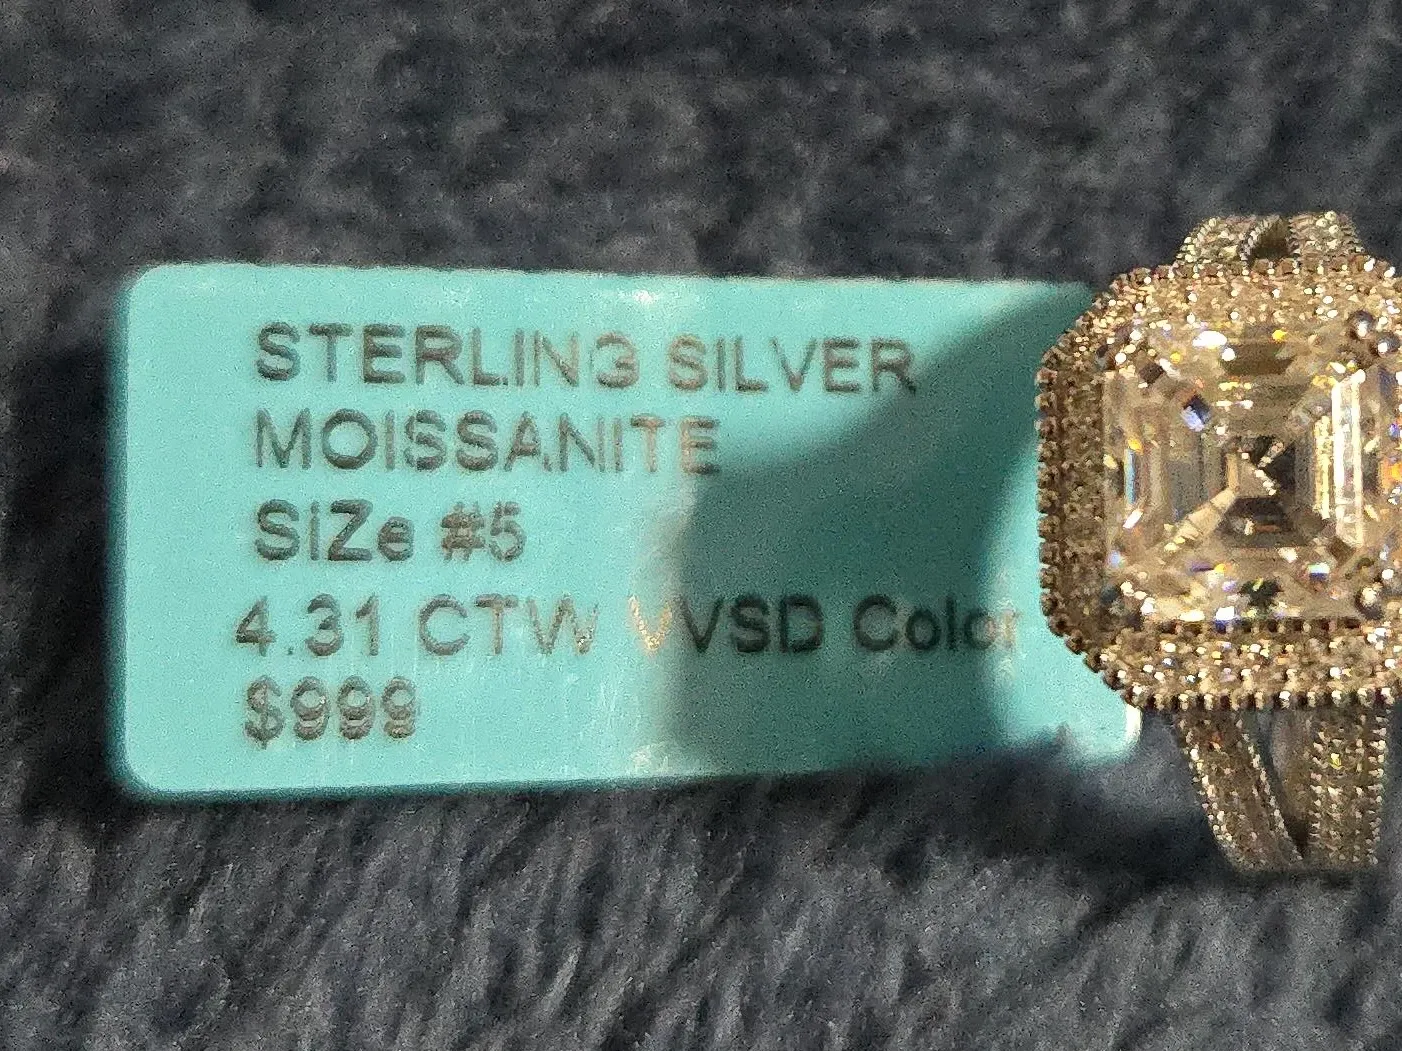 STERLING SILVER
MOISSANITE
SiZe #5
4.31 CTW VVSD Color
$999